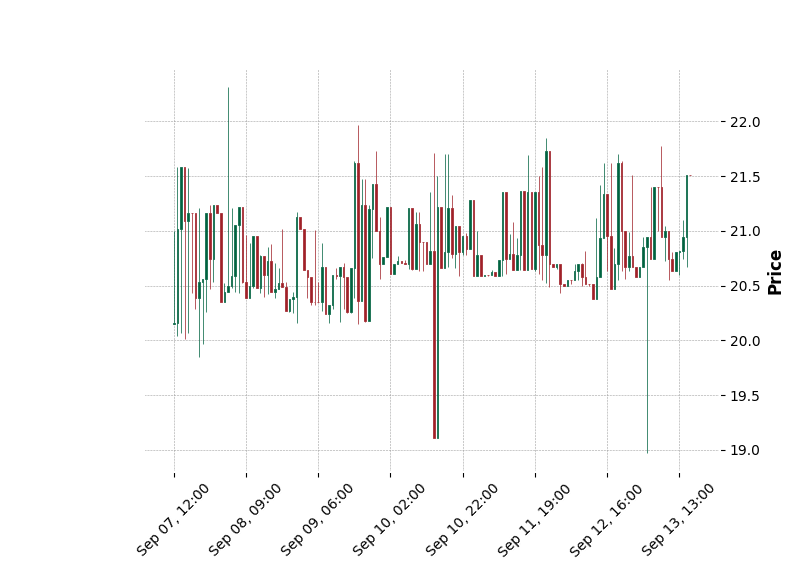 22.0
21.5
21.0
20.5
20.0
19.5
19.0
Price
Sep 07, 12:00
Sep 08, 09:00
Sep 09, 06:00
Sep 10, 02:00
Sep 10, 22:00
Sep 11, 19:00
Sep 12, 16:00
Sep 13, 13:00